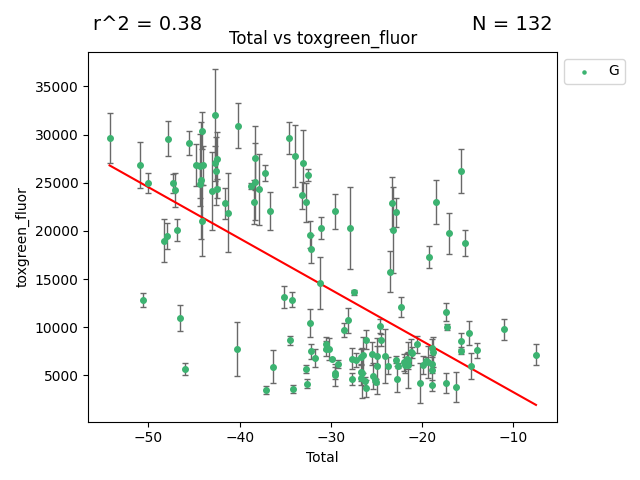 r^2 = 0.38
N = 132
Total vs toxgreen_fluor
G
toxgreen_fluor
35000
30000
25000
20000
15000
10000
5000
−50
−40
−30
−20
−10
Total